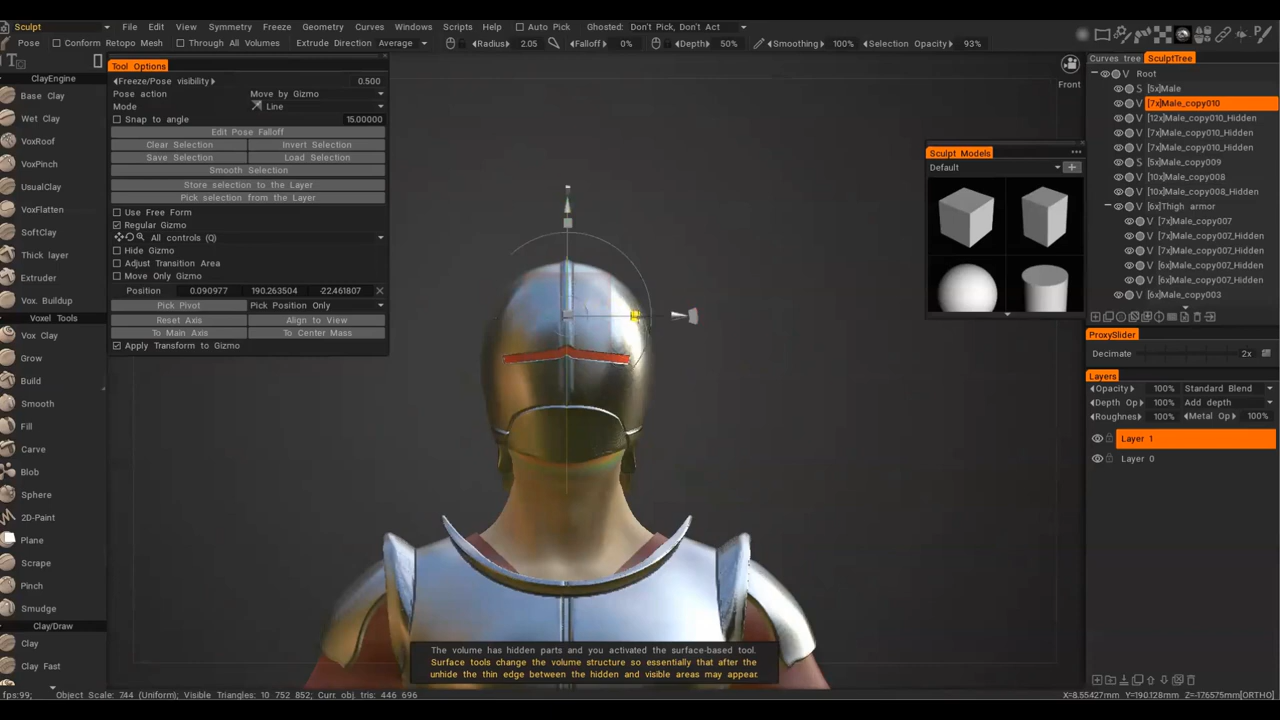 Sculpt File Edit View Symmetry Freeze Geometry Curves Windows Scripts Help Auto Pick Ghosted: Don't Pick, Don't Act
Pose Conform Retopo Mesh Through All Volumes Extrude Direction Average Radius: 2.05 Falloff: 0% Depth: 50% Smoothing: 100% Selection Opacity: 93%
ClayEngine
Base Clay
Wet Clay
VoxRoof
VoxPinch
UsualClay
VoxFlatten
SoftClay
Thick layer
Extruder
Vox. Buildup
Voxel Tools
Vox Clay
Grow
Build
Smooth
Fill
Carve
Blob
Sphere
2D-Paint
Plane
Scrape
Pinch
Smudge
Clay/Draw
Clay
Clay Fast
Tool Options
Freeze/Pose visibility 0.500
Pose action Move by Gizmo
Mode Line
Snap to angle 15.00000
Edit Pose Falloff
Clear Selection Invert Selection
Save Selection Load Selection
Smooth Selection
Store selection to the Layer
Pick selection from the Layer
Use Free Form
Regular Gizmo
All controls (Q)
Hide Gizmo
Adjust Transition Area
Move Only Gizmo
Position 0.090977 190.263504 -22.461807
Pick Pivot Pick Position Only
Reset Axis Align to View
To Main Axis To Center Mass
Apply Transform to Gizmo
Front
Sculpt Models
Default
Curves tree SculptTree
Root
S [5x]Male
V [7x]Male_copy010
V [12x]Male_copy010_Hidden
V [7x]Male_copy010_Hidden
V [7x]Male_copy010_Hidden
S [5x]Male_copy009
V [10x]Male_copy008
V [10x]Male_copy008_Hidden
V [6x]Thigh armor
V [7x]Male_copy007
V [7x]Male_copy007_Hidden
V [7x]Male_copy007_Hidden
V [6x]Male_copy007_Hidden
V [6x]Male_copy007_Hidden
V [6x]Male_copy003
ProxySlider
Decimate 2x
Layers
Opacity 100% Standard Blend
Depth Op 100% Add depth
Roughness 100% Metal Op 100%
Layer 1
Layer 0
The volume has hidden parts and you activated the surface-based tool.
Surface tools change the volume structure so essentially that after the
unhide the thin edge between the hidden and visible areas may appear.
fps:99, Object Scale: 744 (Uniform); Visible Triangles: 10 752 852; Curr. obj. tris: 446 696 X=8.55427mm Y=190.128mm Z=-176575mm[ORTHO]